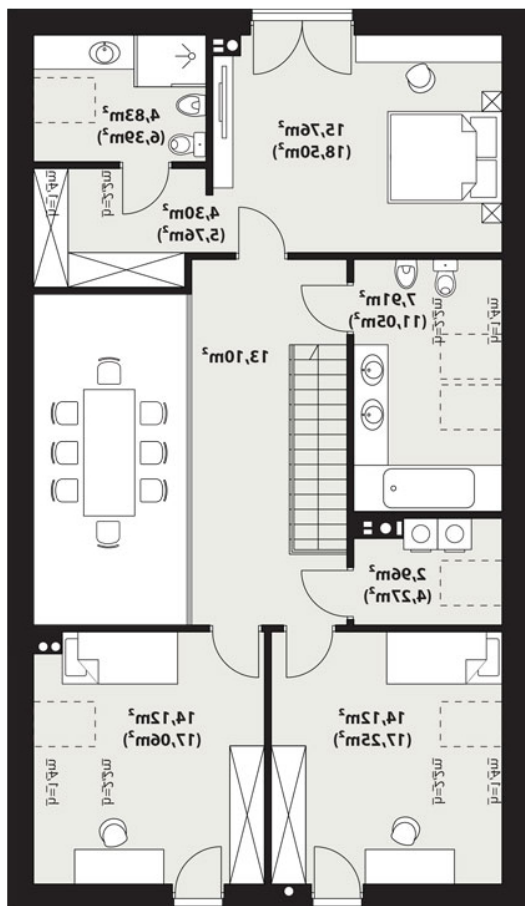 4,83m²
(6,39m²)
15,76m²
(18,50m²)
h=1,4m
h=2,2m
4,30m²
(5,76m²)
7,91m²
(11,05m²)
h=2,2m
h=1,4m
13,10m²
2,96m²
(4,27m²)
14,12m²
(17,06m²)
14,12m²
(17,25m²)
h=1,4m
h=2,2m
h=2,2m
h=1,4m